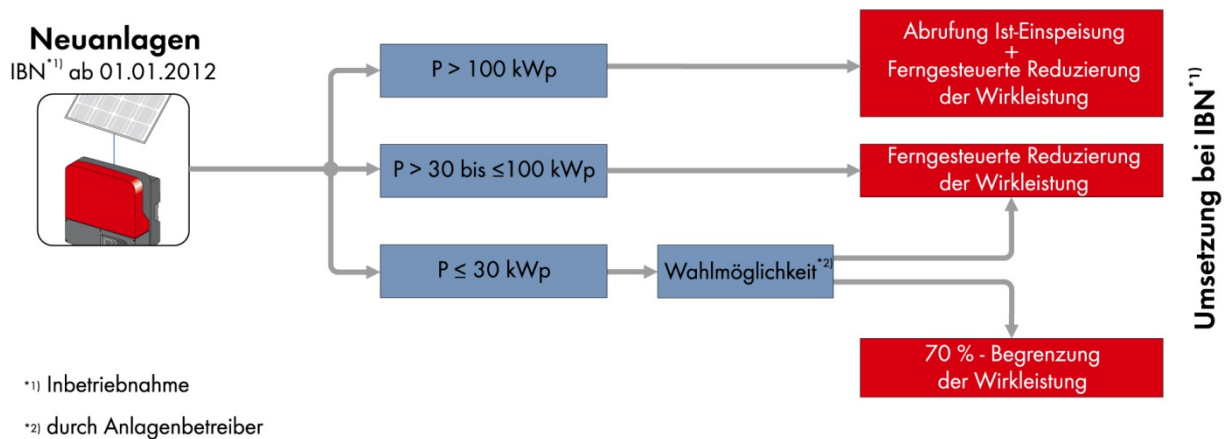 Neuanlagen
IBN*1) ab 01.01.2012
P > 100 kWp
Abrufung Ist-Einspeisung
+
Ferngesteuerte Reduzierung
der Wirkleistung
P > 30 bis ≤100 kWp
Ferngesteuerte Reduzierung
der Wirkleistung
P ≤ 30 kWp
Wahlmöglichkeit*2)
70 % - Begrenzung
der Wirkleistung
Umsetzung bei IBN*1)
*1) Inbetriebnahme
*2) durch Anlagenbetreiber